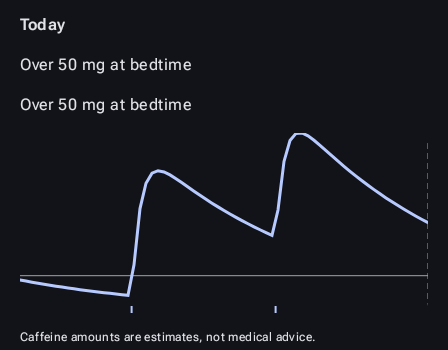 Today
Over 50 mg at bedtime
Over 50 mg at bedtime
Caffeine amounts are estimates, not medical advice.